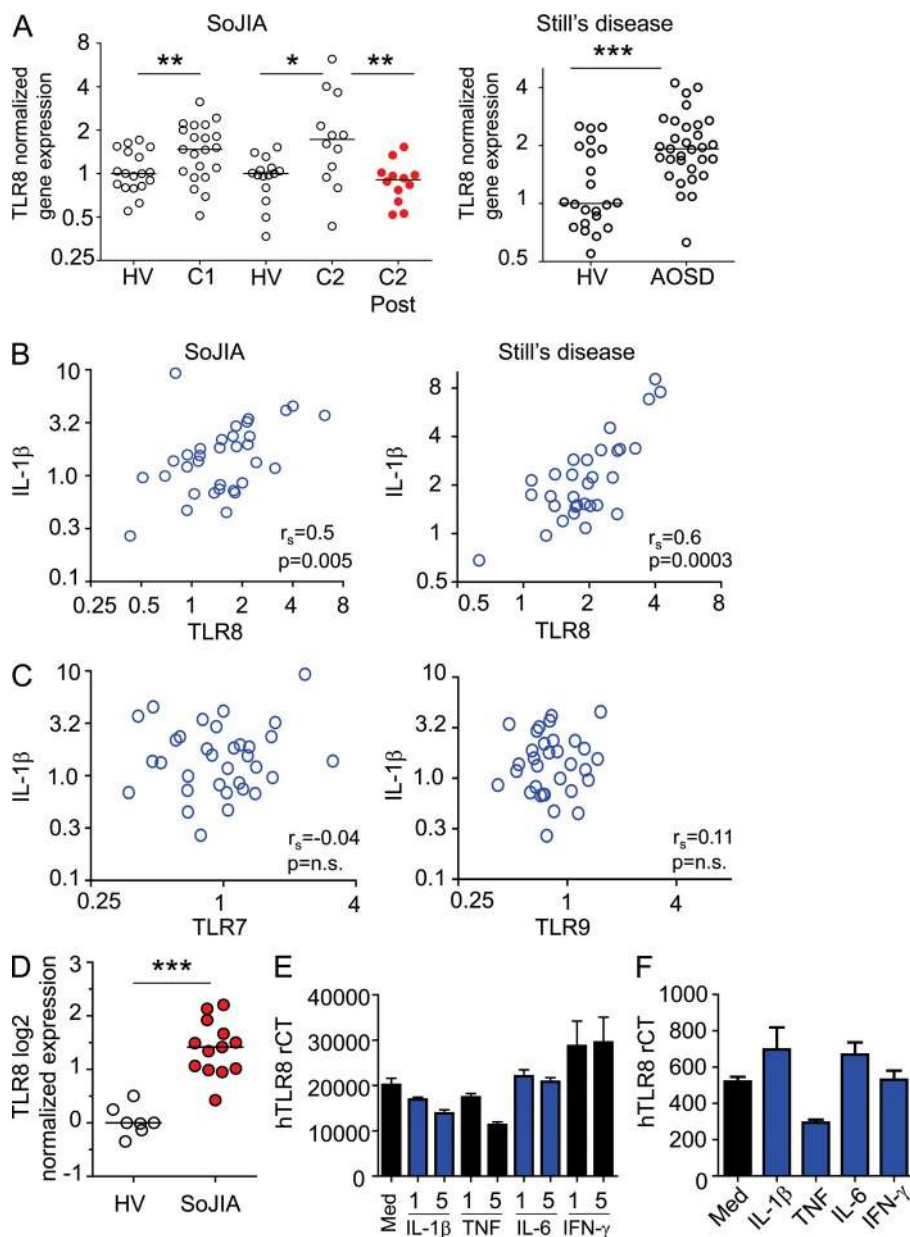 A
SoJIA
Still's disease
TLR8 normalized
gene expression
8
4
2
1
0.5
0.25
**
*
**
HV
C1
HV
C2
C2
Post
TLR8 normalized
gene expression
4
2
1
0.5
***
HV
AOSD
B
SoJIA
Still's disease
IL-1β
10
3.2
1.0
0.3
0.1
rs=0.5
p=0.005
0.25
0.5
1
2
4
8
TLR8
IL-1β
8
4
2
1
0.5
rs=0.6
p=0.0003
0.5
1
2
4
8
TLR8
C
IL-1β
10
3.2
1.0
0.3
0.1
rs=-0.04
p=n.s.
0.25
1
4
TLR7
IL-1β
10
3.2
1.0
0.3
0.1
rs=0.11
p=n.s.
0.25
1
4
TLR9
D
TLR8 log2
normalized expression
***
3
2
1
0
-1
HV
SoJIA
E
hTLR8 rCT
40000
30000
20000
10000
0
Med
1 5 1 5 1 5 1 5
IL-1β TNF IL-6 IFN-γ
F
hTLR8 rCT
1000
800
600
400
200
0
Med
IL-1β
TNF
IL-6
IFN-γ